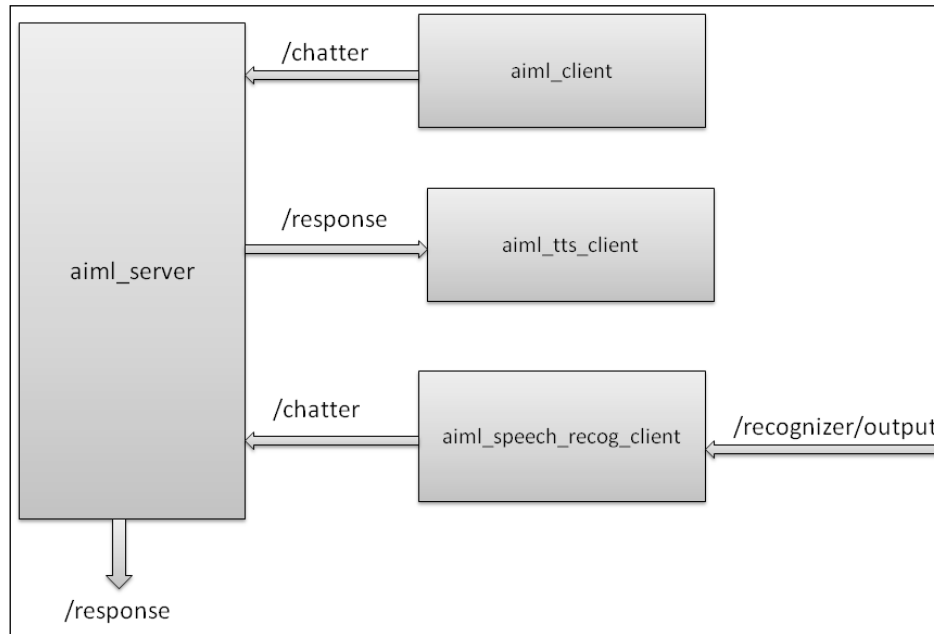 /chatter
aiml_client
/response
aiml_tts_client
aiml_server
/chatter
aiml_speech_recog_client
/recognizer/output
/response